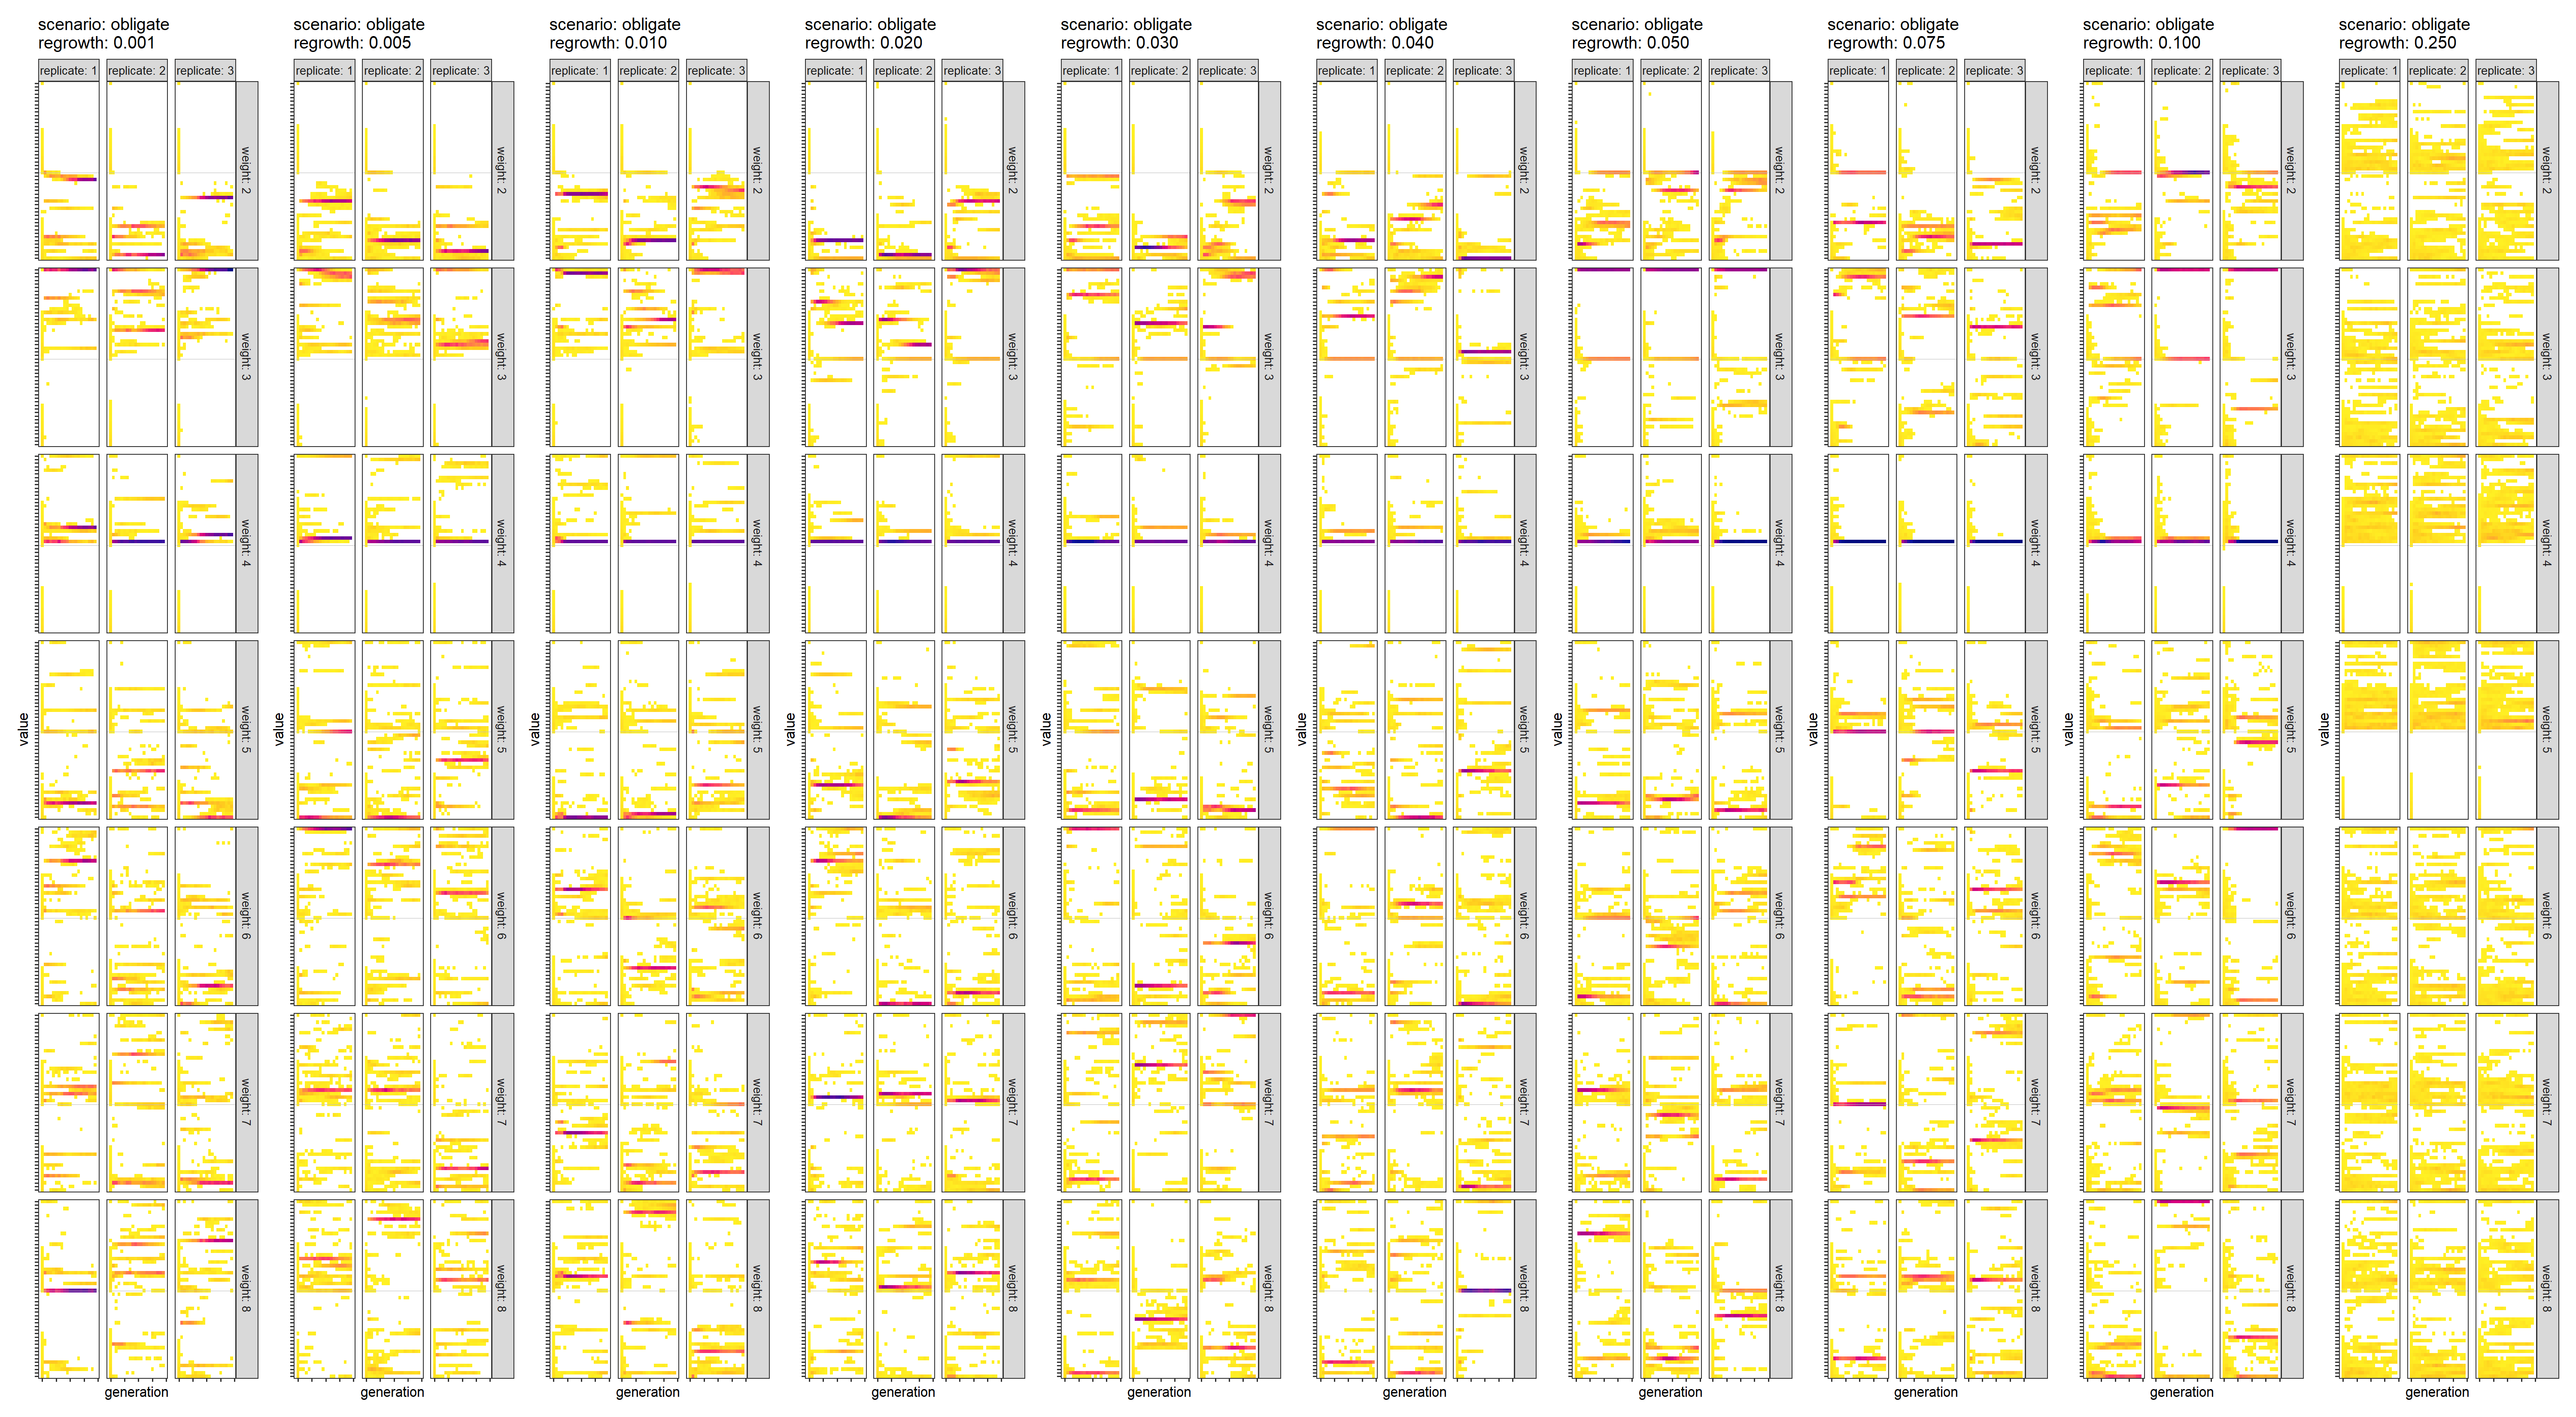 scenario: obligate
regrowth: 0.001
replicate: 1
replicate: 2
replicate: 3
weight: 2
weight: 3
weight: 4
weight: 5
weight: 6
weight: 7
weight: 8
value
generation
scenario: obligate
regrowth: 0.005
replicate: 1
replicate: 2
replicate: 3
weight: 2
weight: 3
weight: 4
weight: 5
weight: 6
weight: 7
weight: 8
value
generation
scenario: obligate
regrowth: 0.010
replicate: 1
replicate: 2
replicate: 3
weight: 2
weight: 3
weight: 4
weight: 5
weight: 6
weight: 7
weight: 8
value
generation
scenario: obligate
regrowth: 0.020
replicate: 1
replicate: 2
replicate: 3
weight: 2
weight: 3
weight: 4
weight: 5
weight: 6
weight: 7
weight: 8
value
generation
scenario: obligate
regrowth: 0.030
replicate: 1
replicate: 2
replicate: 3
weight: 2
weight: 3
weight: 4
weight: 5
weight: 6
weight: 7
weight: 8
value
generation
scenario: obligate
regrowth: 0.040
replicate: 1
replicate: 2
replicate: 3
weight: 2
weight: 3
weight: 4
weight: 5
weight: 6
weight: 7
weight: 8
value
generation
scenario: obligate
regrowth: 0.050
replicate: 1
replicate: 2
replicate: 3
weight: 2
weight: 3
weight: 4
weight: 5
weight: 6
weight: 7
weight: 8
value
generation
scenario: obligate
regrowth: 0.075
replicate: 1
replicate: 2
replicate: 3
weight: 2
weight: 3
weight: 4
weight: 5
weight: 6
weight: 7
weight: 8
value
generation
scenario: obligate
regrowth: 0.100
replicate: 1
replicate: 2
replicate: 3
weight: 2
weight: 3
weight: 4
weight: 5
weight: 6
weight: 7
weight: 8
value
generation
scenario: obligate
regrowth: 0.250
replicate: 1
replicate: 2
replicate: 3
weight: 2
weight: 3
weight: 4
weight: 5
weight: 6
weight: 7
weight: 8
value
generation